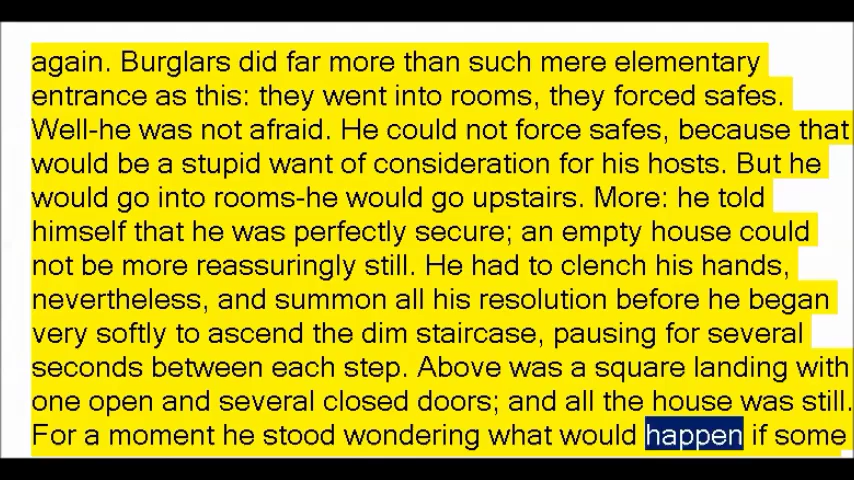 again. Burglars did far more than such mere elementary
entrance as this: they went into rooms, they forced safes.
Well-he was not afraid. He could not force safes, because that
would be a stupid want of consideration for his hosts. But he
would go into rooms-he would go upstairs. More: he told
himself that he was perfectly secure; an empty house could
not be more reassuringly still. He had to clench his hands,
nevertheless, and summon all his resolution before he began
very softly to ascend the dim staircase, pausing for several
seconds between each step. Above was a square landing with
one open and several closed doors; and all the house was still.
For a moment he stood wondering what would happen if some